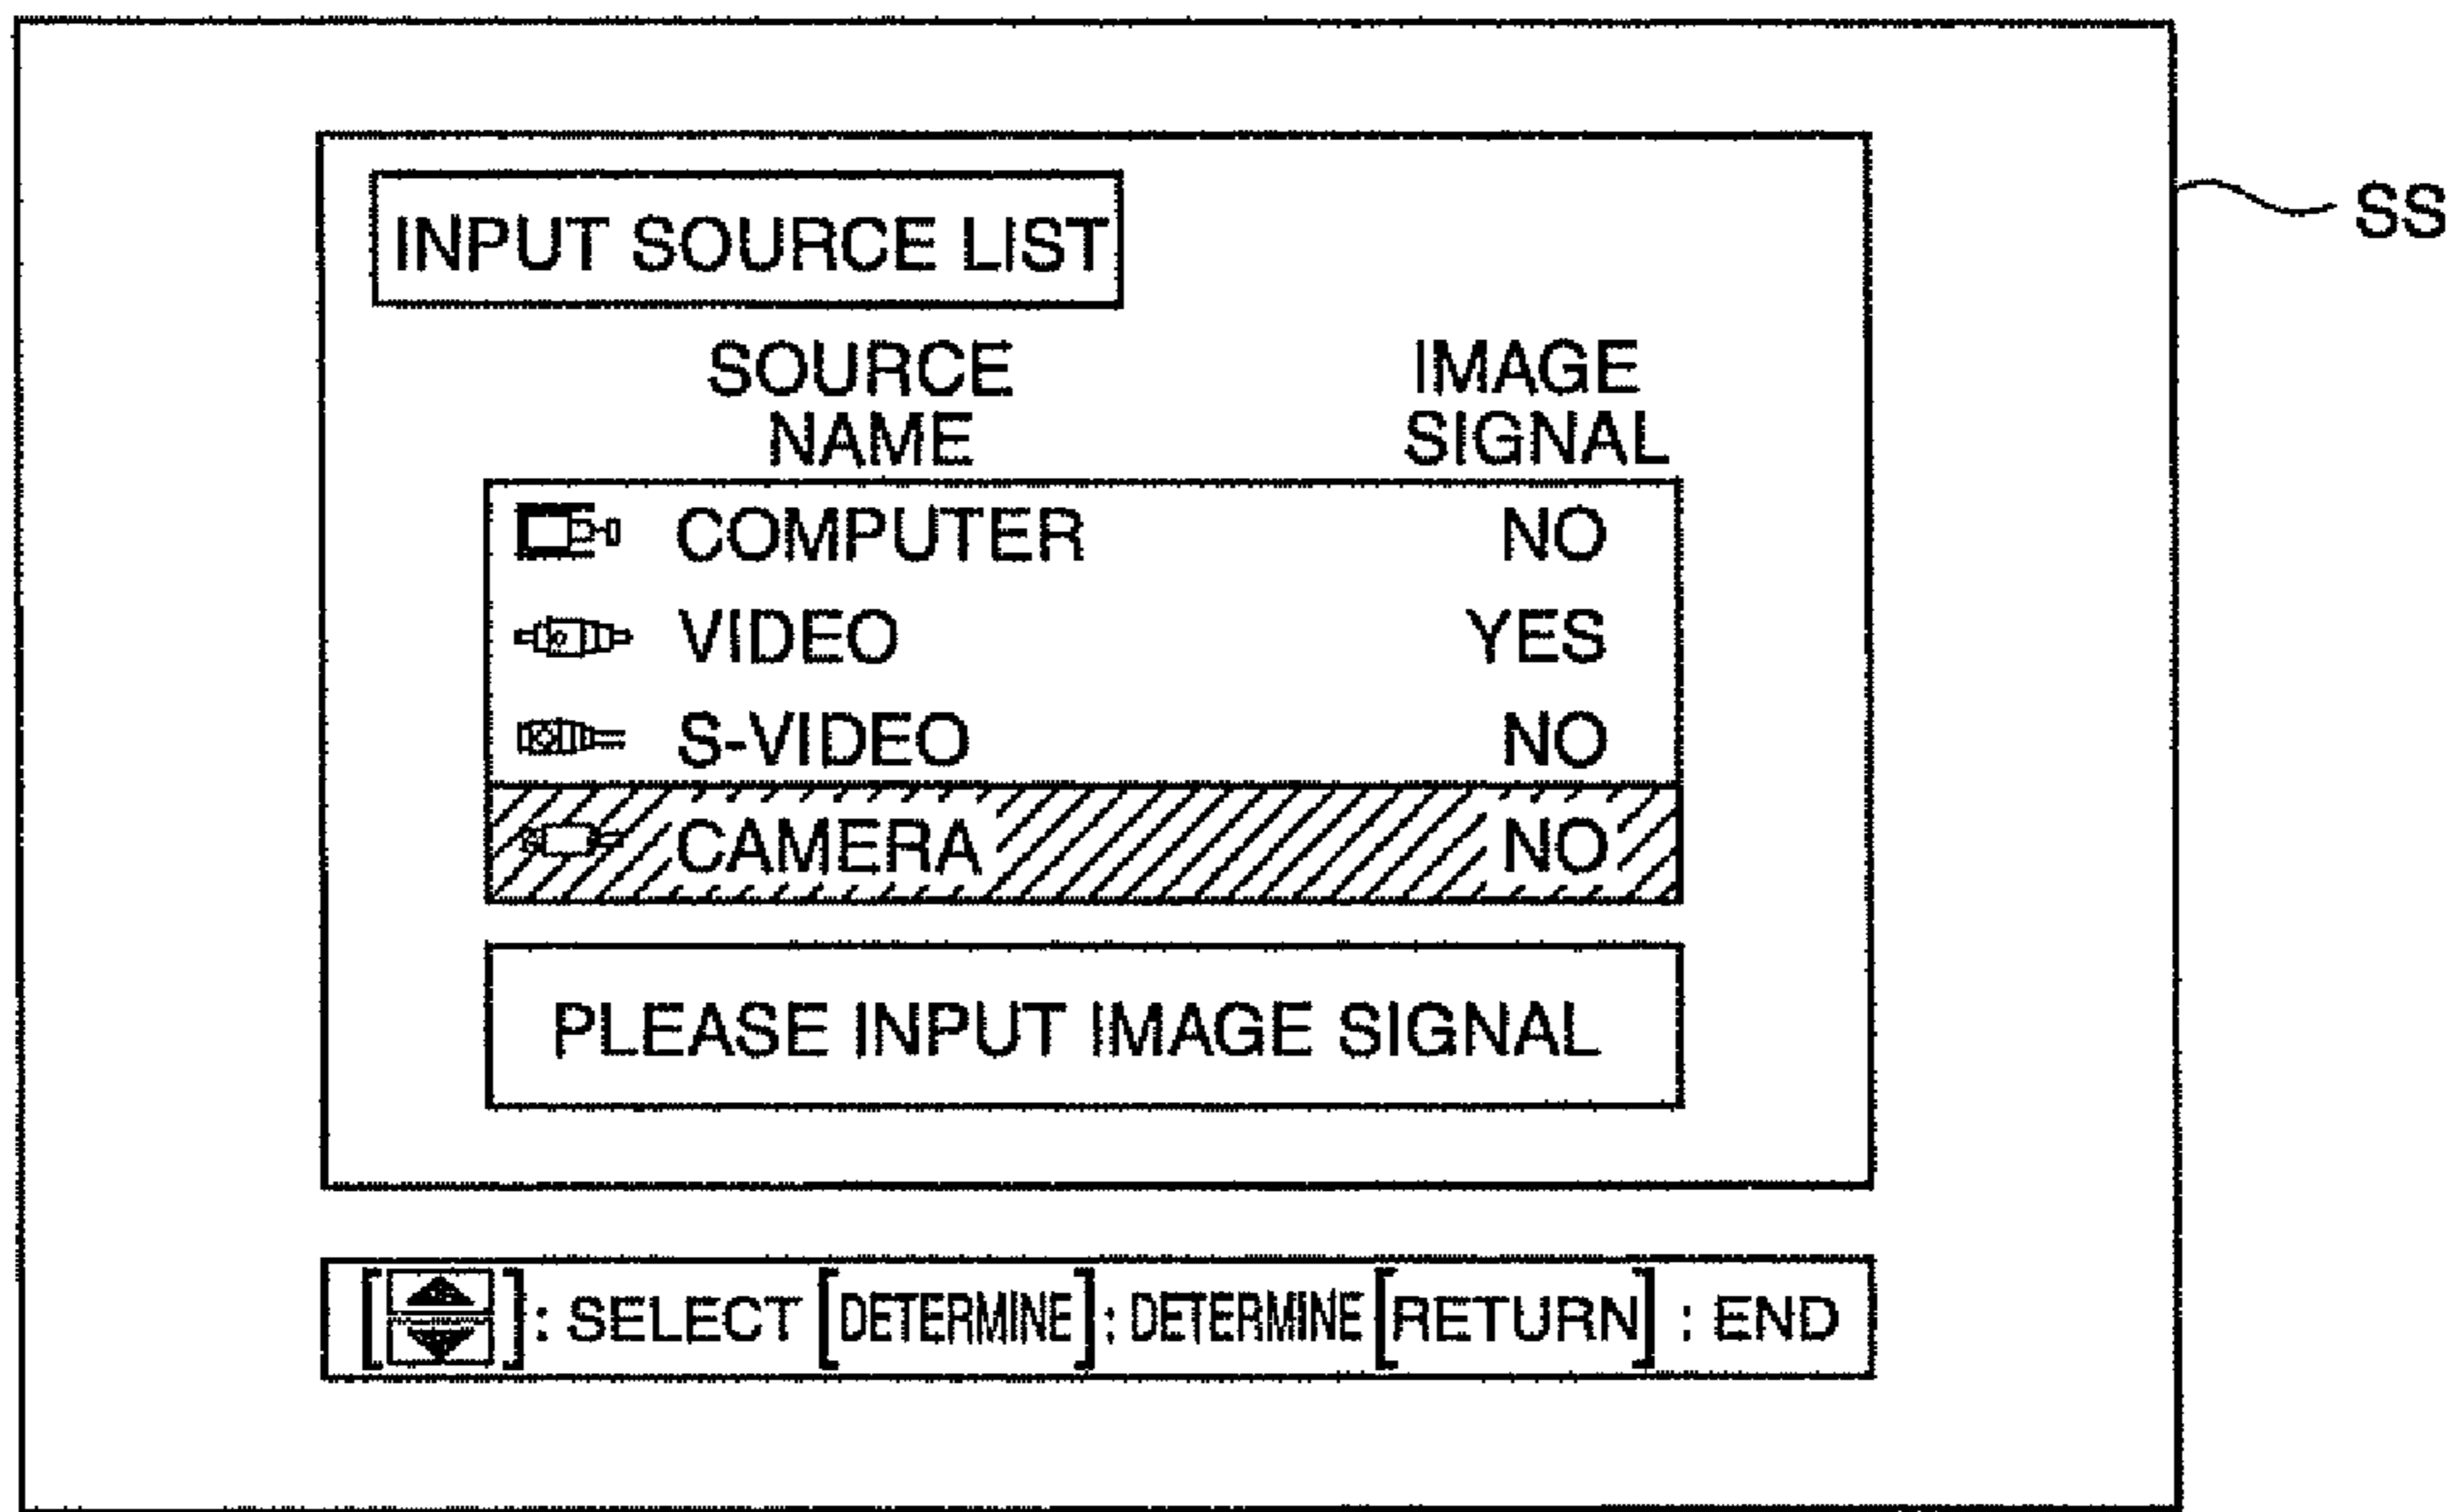 SS
INPUT SOURCE LIST
SOURCE NAME IMAGE SIGNAL
COMPUTER NO
VIDEO YES
S-VIDEO NO
CAMERA NO
PLEASE INPUT IMAGE SIGNAL
[▲▼]: SELECT [DETERMINE]: DETERMINE [RETURN] : END